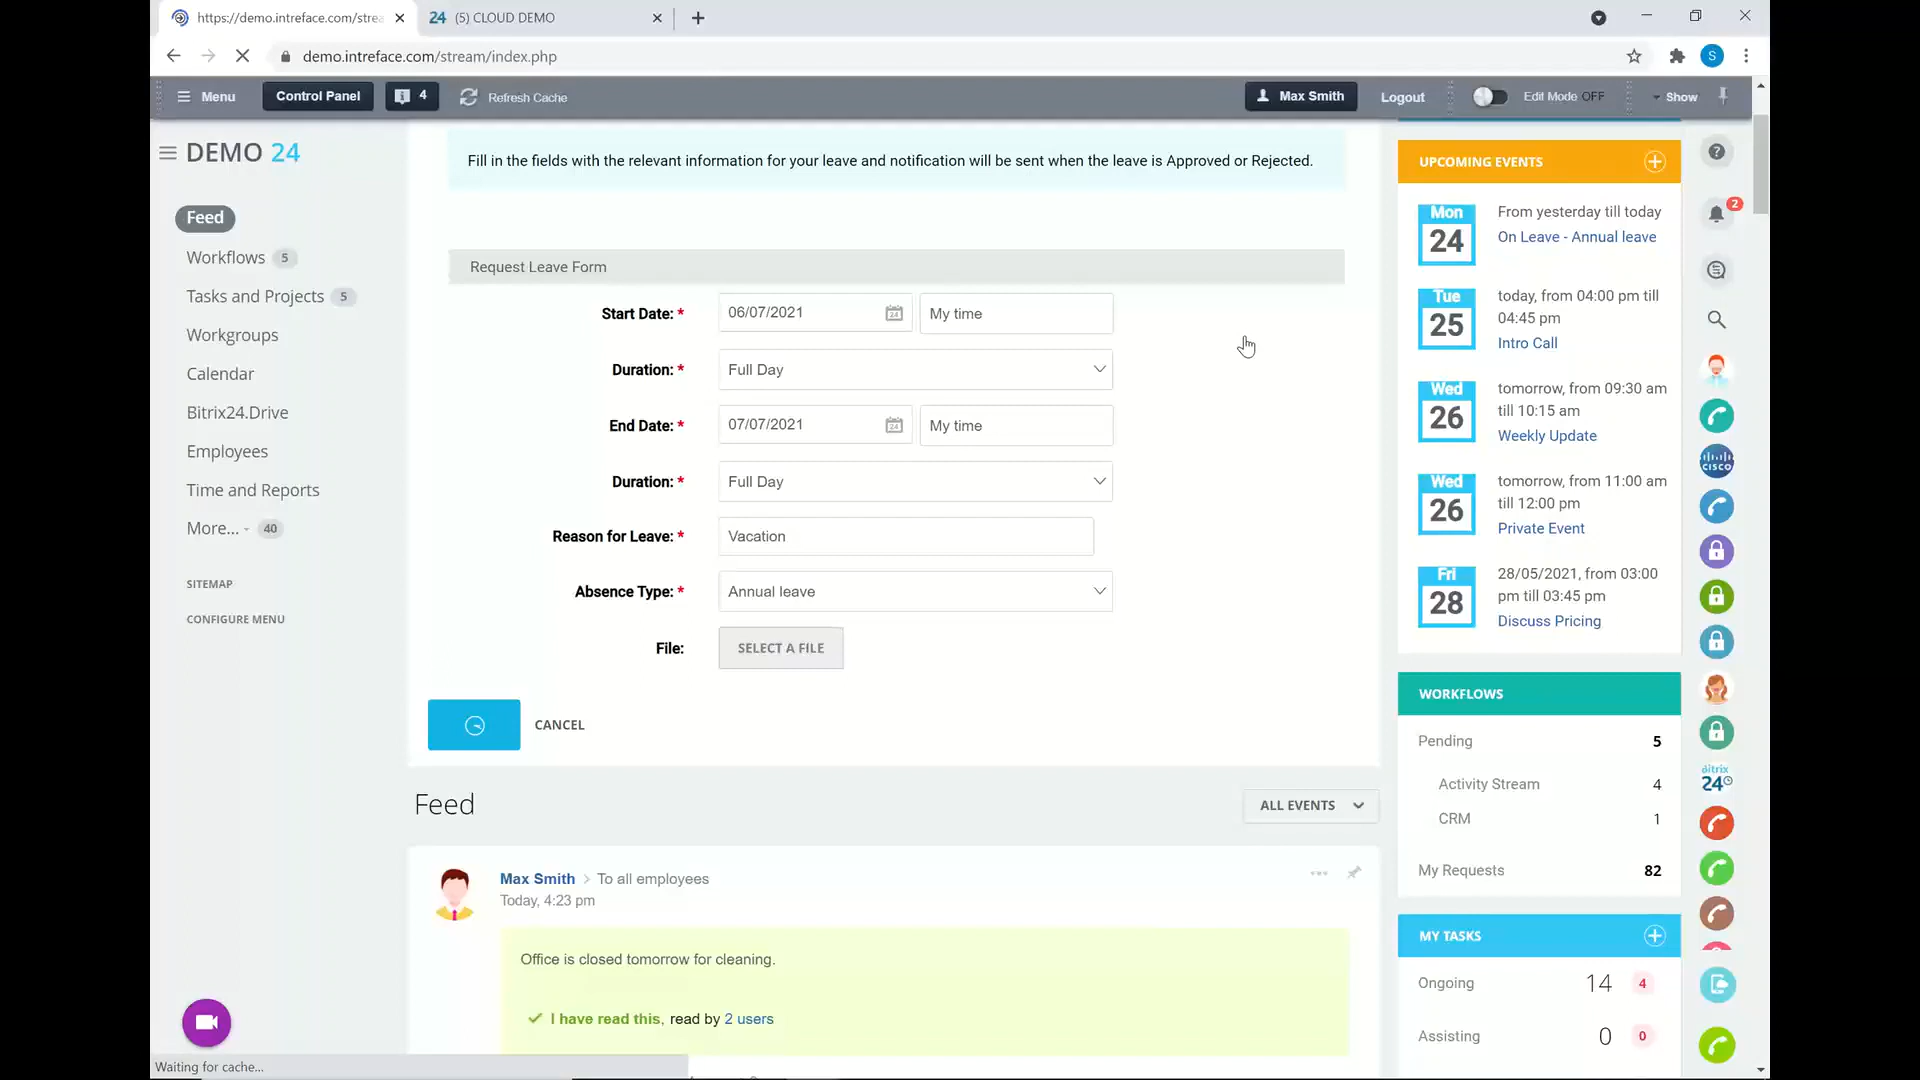 https://demo.intreface.com/strea
24 (5) CLOUD DEMO
demo.intreface.com/stream/index.php
S
Menu
Control Panel
4
Refresh Cache
Max Smith
Logout
Edit Mode OFF
Show
DEMO 24
Feed
Workflows 5
Tasks and Projects 5
Workgroups
Calendar
Bitrix24.Drive
Employees
Time and Reports
More... 40
SITEMAP
CONFIGURE MENU
Fill in the fields with the relevant information for your leave and notification will be sent when the leave is Approved or Rejected.
Request Leave Form
Start Date: * 06/07/2021 My time
Duration: * Full Day
End Date: * 07/07/2021 My time
Duration: * Full Day
Reason for Leave: * Vacation
Absence Type: * Annual leave
File: SELECT A FILE
CANCEL
Feed
ALL EVENTS
Max Smith > To all employees
Today, 4:23 pm
Office is closed tomorrow for cleaning.
I have read this, read by 2 users
UPCOMING EVENTS
Mon
24
From yesterday till today
On Leave - Annual leave
Tue
25
today, from 04:00 pm till
04:45 pm
Intro Call
Wed
26
tomorrow, from 09:30 am
till 10:15 am
Weekly Update
Wed
26
tomorrow, from 11:00 am
till 12:00 pm
Private Event
Fri
28
28/05/2021, from 03:00
pm till 03:45 pm
Discuss Pricing
WORKFLOWS
Pending 5
Activity Stream 4
CRM 1
My Requests 82
MY TASKS
Ongoing 14 4
Assisting 0 0
?
2
CISCO
bitrix
24
Waiting for cache...